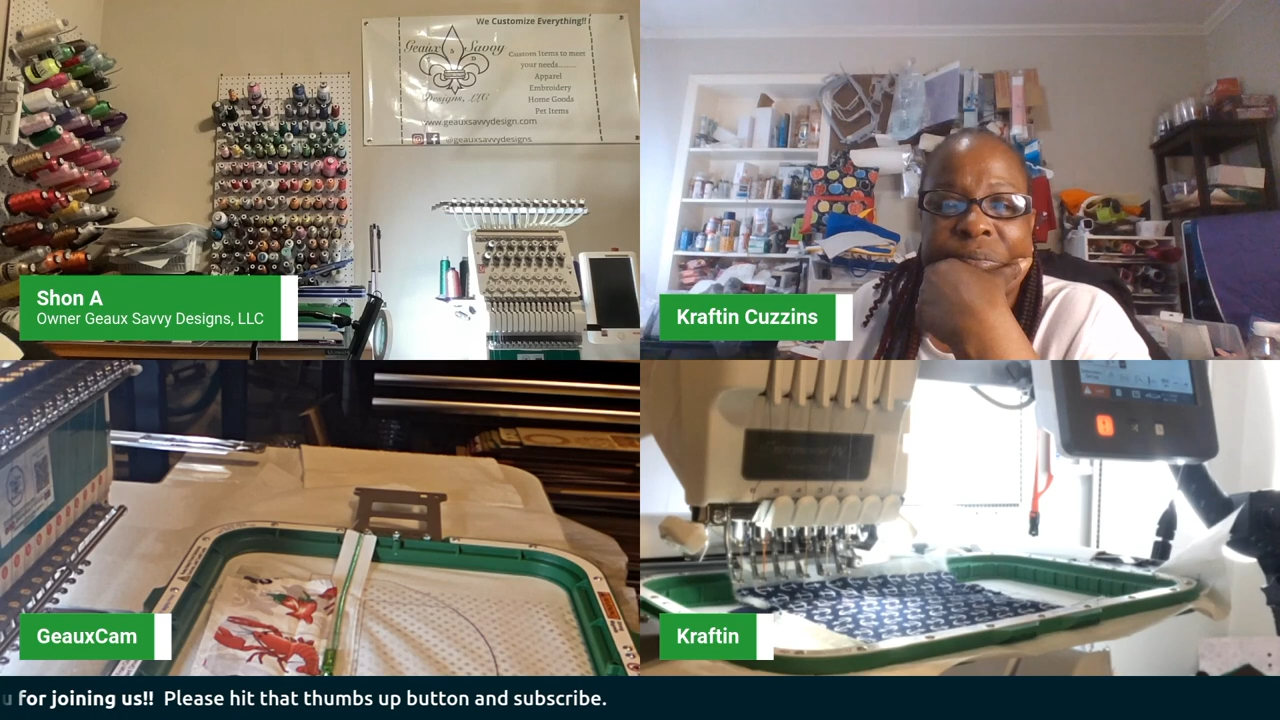 We Customize Everything!!
Geaux Savvy
S
Designs, LLC
Custom Items to meet
your needs.........
Apparel
Embroidery
Home Goods
Pet Items
www.geauxsavvydesign.com
@geauxsavvydesigns
Shon A
Owner Geaux Savvy Designs, LLC
Kraftin Cuzzins
GeauxCam
Kraftin
u for joining us!! Please hit that thumbs up button and subscribe.